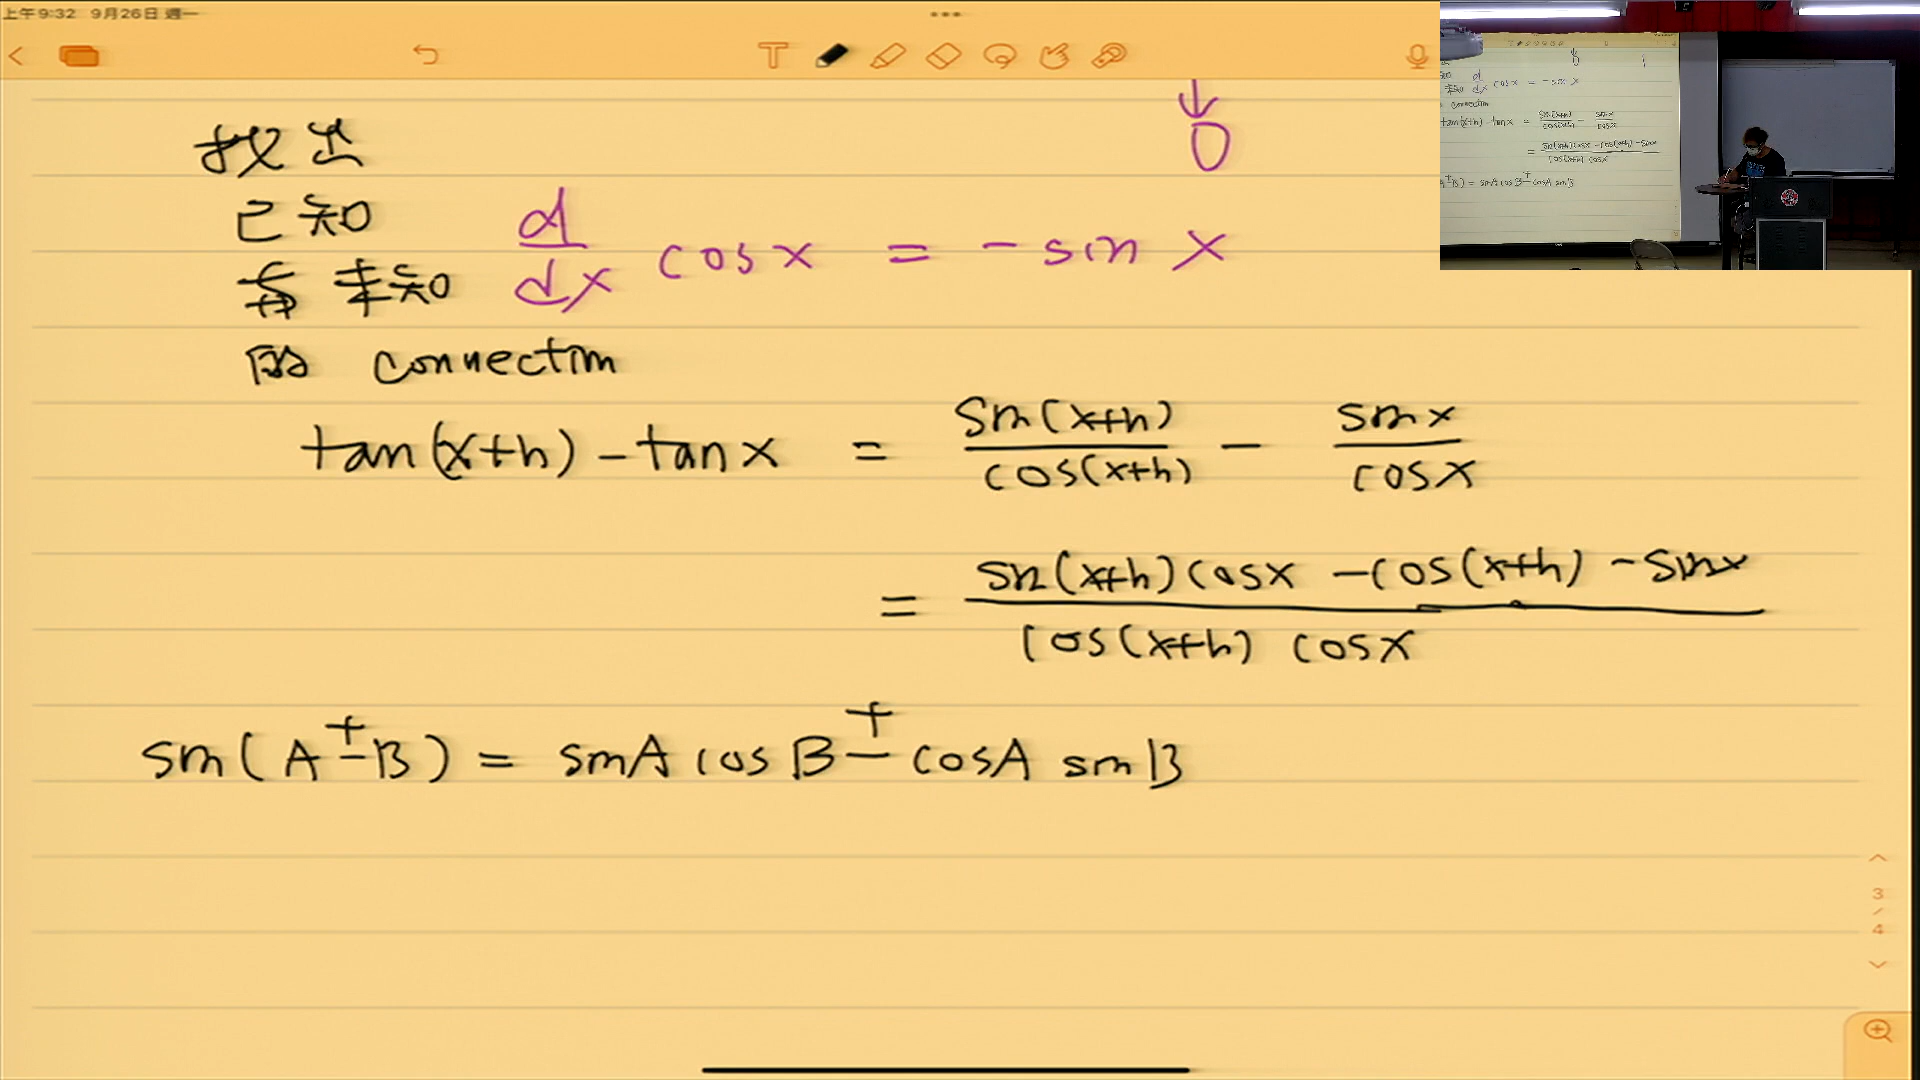 上午9:32 9月26日 週一
↓
0
找出
已知
d/dx cos x = - sin x
未知
的 connection
tan(x+h) - tan x = sin(x+h)/cos(x+h) - sin x/cos x
= sin(x+h) cos x - cos(x+h) - sin x / cos(x+h) cos x
sin(A ± B) = sin A cos B ± cos A sin B
3/4